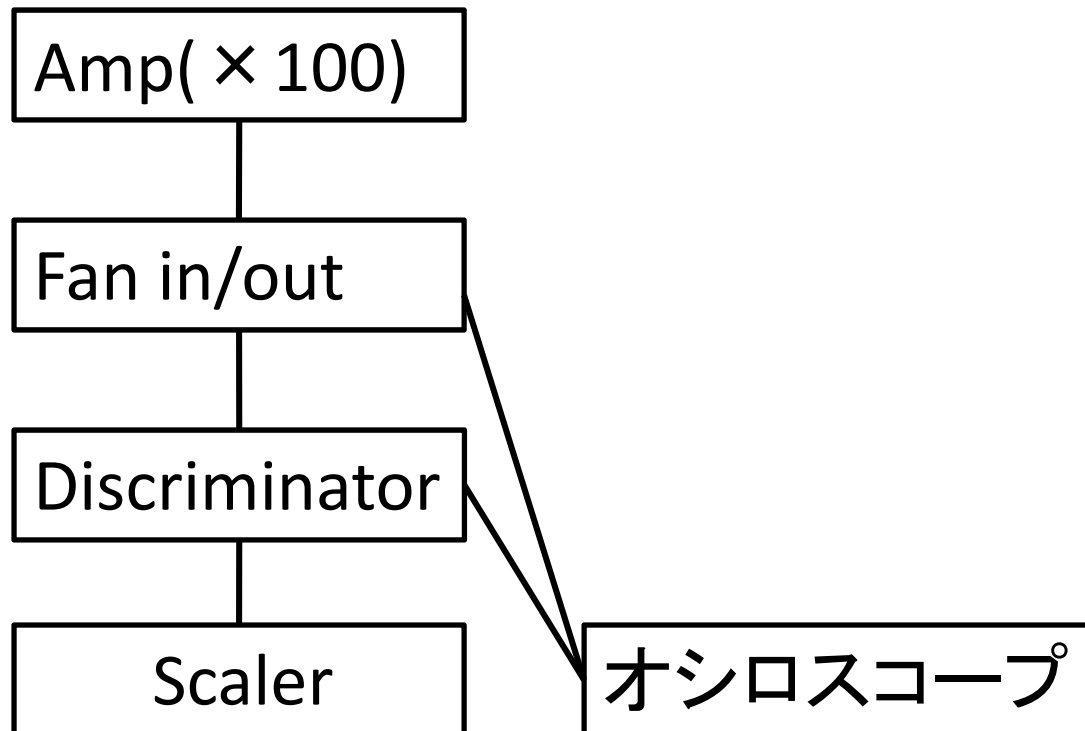 Amp(×100)
Fan in/out
Discriminator
Scaler
オシロスコープ